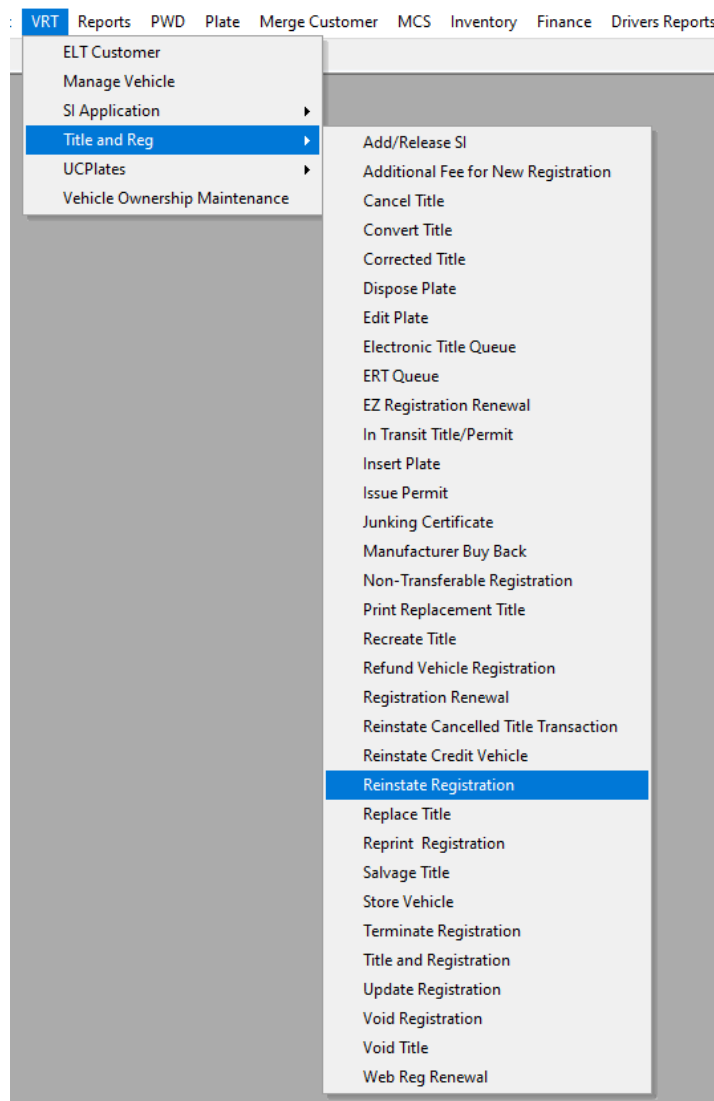 VRT Reports PWD Plate Merge Customer MCS Inventory Finance Drivers Reports
ELT Customer
Manage Vehicle
SI Application
Title and Reg
UCPlates
Vehicle Ownership Maintenance
Add/Release SI
Additional Fee for New Registration
Cancel Title
Convert Title
Corrected Title
Dispose Plate
Edit Plate
Electronic Title Queue
ERT Queue
EZ Registration Renewal
In Transit Title/Permit
Insert Plate
Issue Permit
Junking Certificate
Manufacturer Buy Back
Non-Transferable Registration
Print Replacement Title
Recreate Title
Refund Vehicle Registration
Registration Renewal
Reinstate Cancelled Title Transaction
Reinstate Credit Vehicle
Reinstate Registration
Replace Title
Reprint  Registration
Salvage Title
Store Vehicle
Terminate Registration
Title and Registration
Update Registration
Void Registration
Void Title
Web Reg Renewal